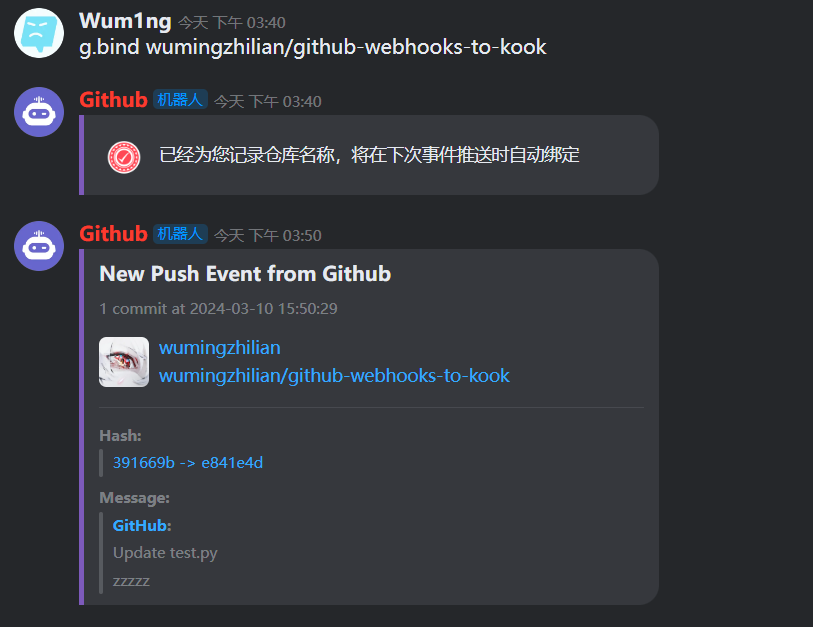 Wum1ng 今天 下午 03:40
g.bind wumingzhilian/github-webhooks-to-kook
Github 机器人 今天 下午 03:40
已经为您记录仓库名称，将在下次事件推送时自动绑定
Github 机器人 今天 下午 03:50
New Push Event from Github
1 commit at 2024-03-10 15:50:29
wumingzhilian
wumingzhilian/github-webhooks-to-kook
Hash:
391669b -> e841e4d
Message:
GitHub:
Update test.py
zzzzz